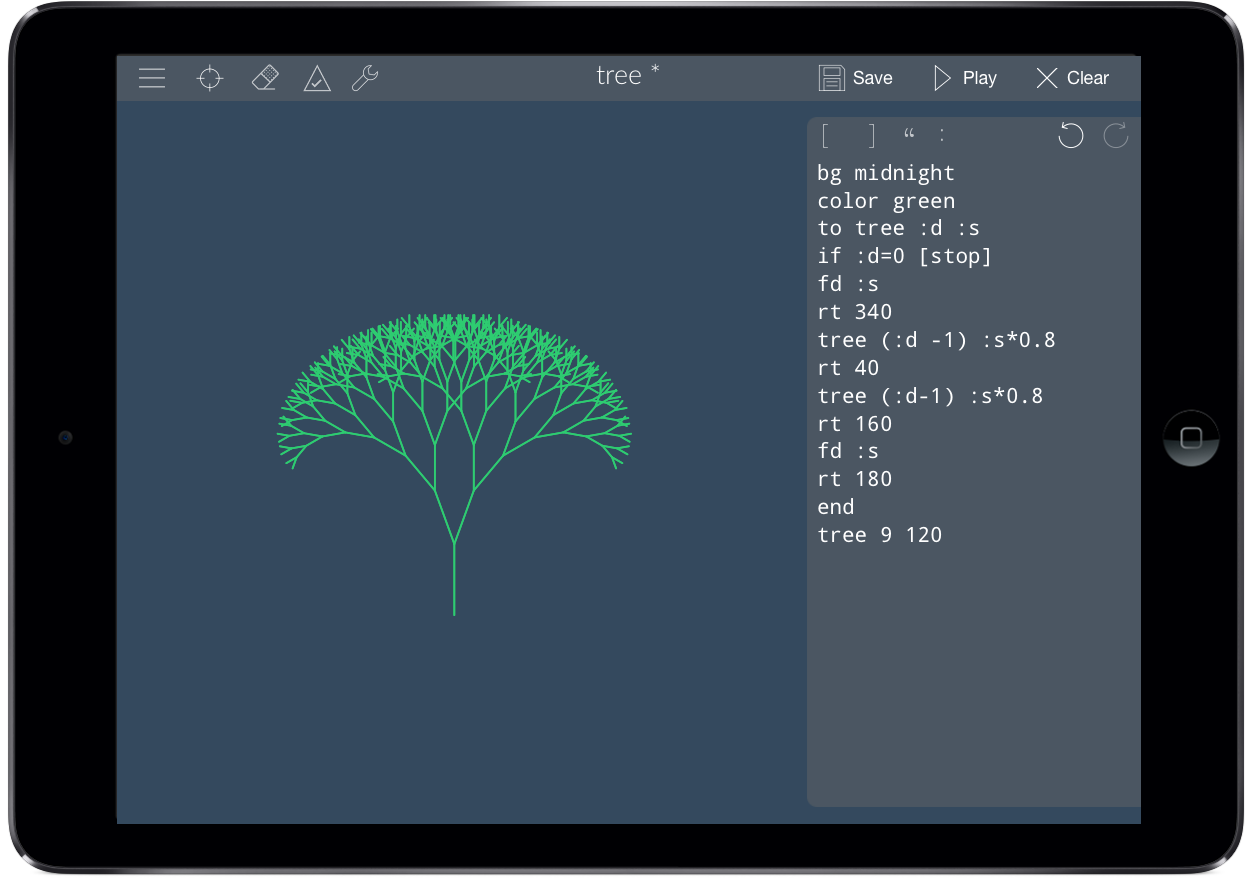 tree *
Save
Play
Clear
[ ] “ :
bg midnight
color green
to tree :d :s
if :d=0 [stop]
fd :s
rt 340
tree (:d -1) :s*0.8
rt 40
tree (:d-1) :s*0.8
rt 160
fd :s
rt 180
end
tree 9 120